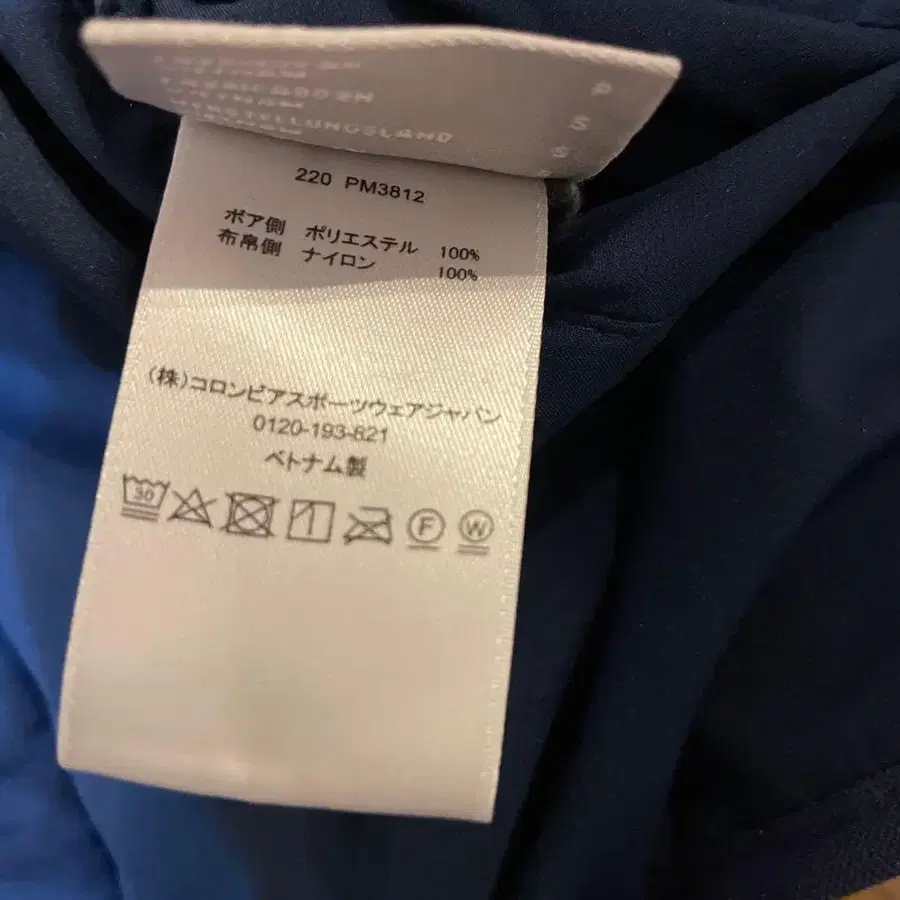 HERSTELLUNGSLAND
220 PM3812
ボア側 ポリエステル 100%
布帛側 ナイロン 100%
(株)コロンビアスポーツウェアジャパン
0120-193-821
ベトナム製
30
F W